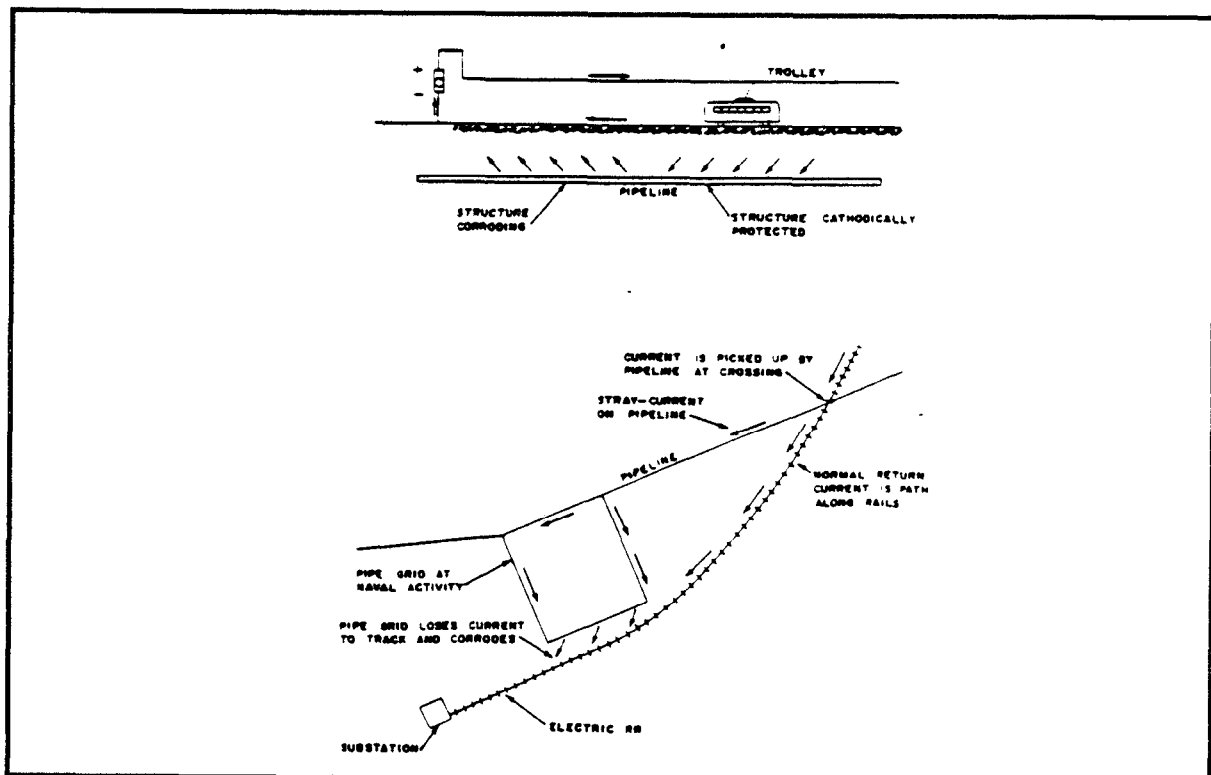 +
TROLLEY
-
PIPELINE
STRUCTURE
CORRODING
STRUCTURE CATHODICALLY
PROTECTED
CURRENT IS PICKED UP BY
PIPELINE AT CROSSING
STRAY-CURRENT
ON PIPELINE
PIPELINE
NORMAL RETURN
CURRENT IS PATH
ALONG RAILS
PIPE GRID AT
NAVAL ACTIVITY
PIPE GRID LOSES CURRENT
TO TRACK AND CORRODES
ELECTRIC RR
SUBSTATION